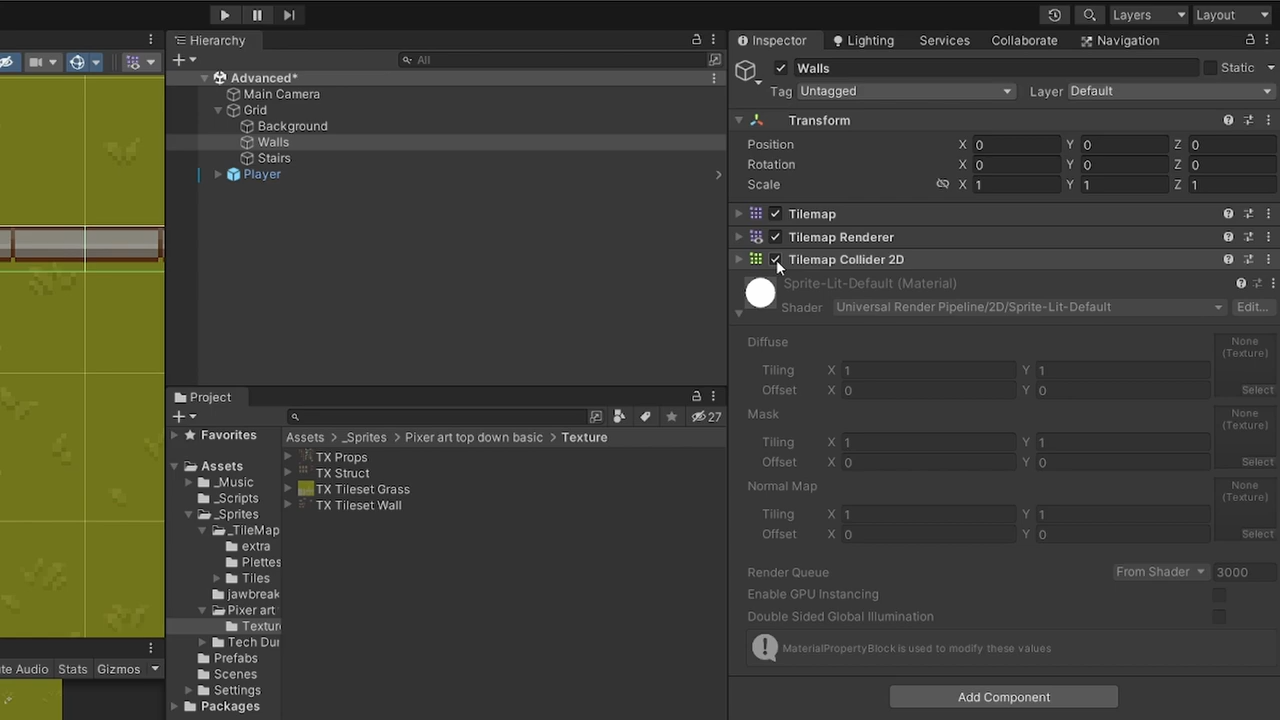 Layers
Layout
Hierarchy
All
Advanced*
Main Camera
Grid
Background
Walls
Stairs
Player
te Audio
Stats
Gizmos
Project
27
Favorites
Assets
_Music
_Scripts
_Sprites
_TileMap
extra
Plettes
Tiles
jawbreak
Pixer art
Textur
Tech Dur
Prefabs
Scenes
Settings
Packages
Assets > _Sprites > Pixer art top down basic > Texture
TX Props
TX Struct
TX Tileset Grass
TX Tileset Wall
Inspector
Lighting
Services
Collaborate
Navigation
Walls
Static
Tag Untagged
Layer Default
Transform
Position X 0 Y 0 Z 0
Rotation X 0 Y 0 Z 0
Scale X 1 Y 1 Z 1
Tilemap
Tilemap Renderer
Tilemap Collider 2D
Sprite-Lit-Default (Material)
Shader Universal Render Pipeline/2D/Sprite-Lit-Default Edit...
Diffuse
None
(Texture)
Tiling X 1 Y 1
Offset X 0 Y 0
Select
Mask
None
(Texture)
Tiling X 1 Y 1
Offset X 0 Y 0
Select
Normal Map
None
(Texture)
Tiling X 1 Y 1
Offset X 0 Y 0
Select
Render Queue From Shader 3000
Enable GPU Instancing
Double Sided Global Illumination
MaterialPropertyBlock is used to modify these values
Add Component